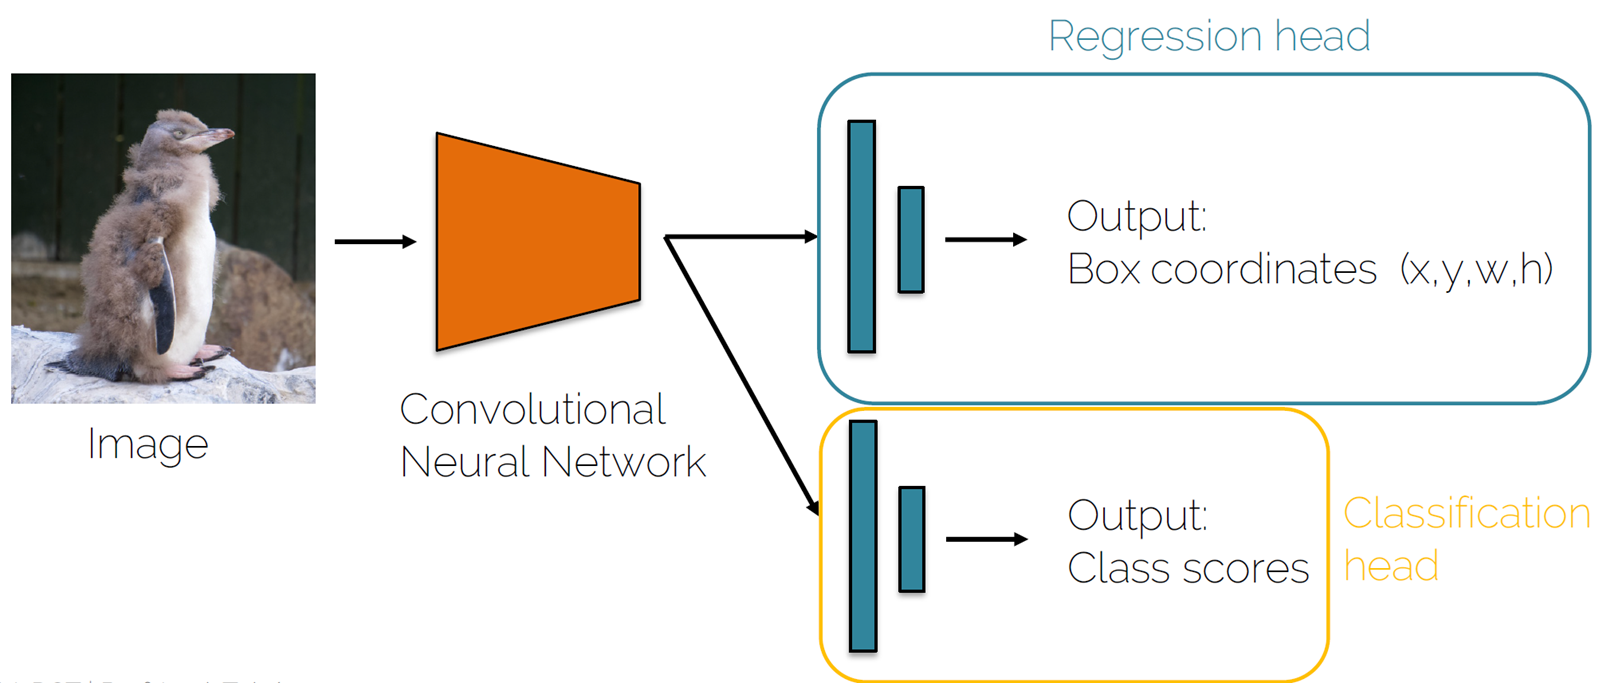 Regression head
Output:
Box coordinates (x,y,w,h)
Image
Convolutional
Neural Network
Output:
Class scores
Classification
head